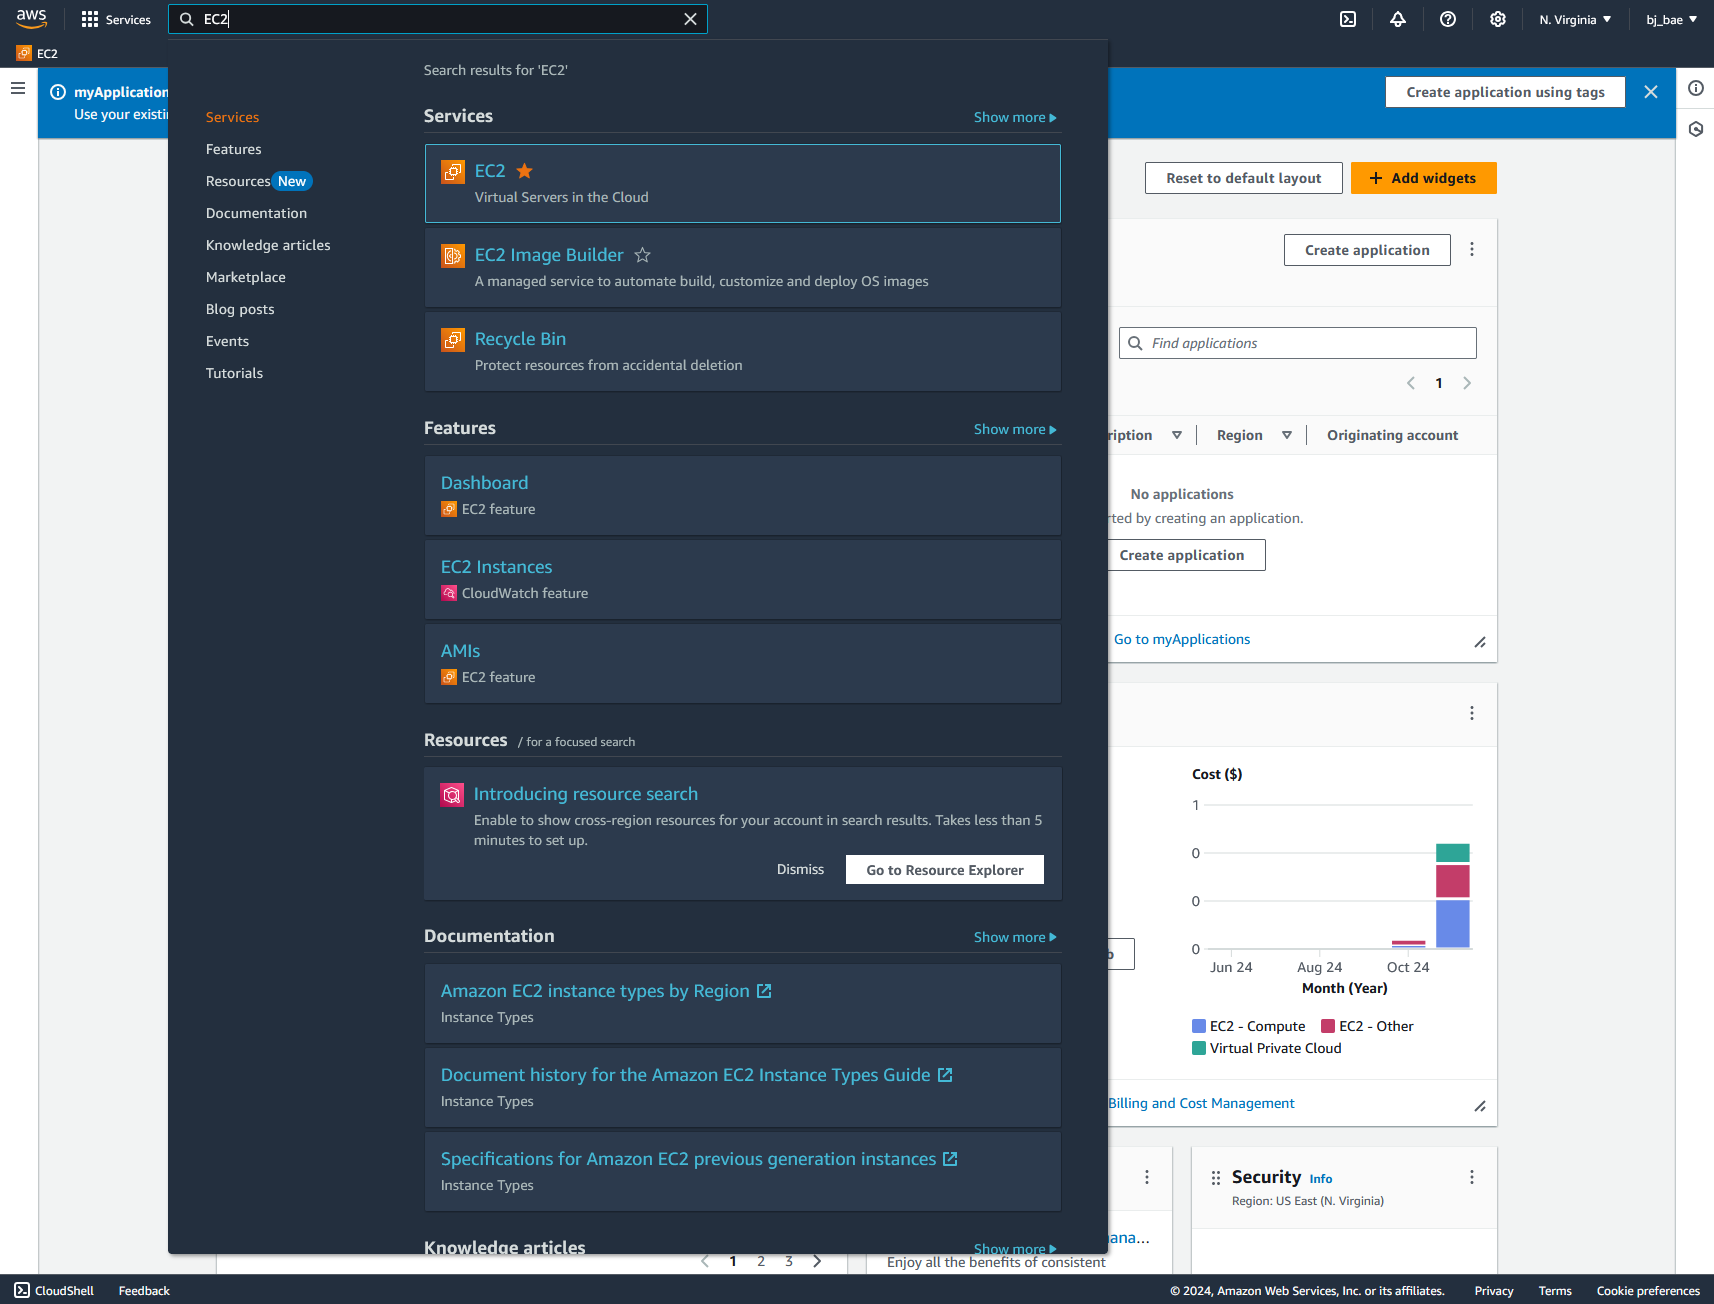 aws
Services
EC2
N. Virginia
bj_bae
EC2
myApplication
Use your existi
Create application using tags
Search results for 'EC2'
Services
Features
Resources New
Documentation
Knowledge articles
Marketplace
Blog posts
Events
Tutorials
Services
Show more
EC2
Virtual Servers in the Cloud
EC2 Image Builder
A managed service to automate build, customize and deploy OS images
Recycle Bin
Protect resources from accidental deletion
Features
Show more
Dashboard
EC2 feature
EC2 Instances
CloudWatch feature
AMIs
EC2 feature
Resources / for a focused search
Introducing resource search
Enable to show cross-region resources for your account in search results. Takes less than 5
minutes to set up.
Dismiss
Go to Resource Explorer
Documentation
Show more
Amazon EC2 instance types by Region
Instance Types
Document history for the Amazon EC2 Instance Types Guide
Instance Types
Specifications for Amazon EC2 previous generation instances
Instance Types
Knowledge articles
Show more
Reset to default layout
+ Add widgets
Create application
Find applications
1
ription
Region
Originating account
No applications
rted by creating an application.
Create application
Go to myApplications
Cost ($)
1
0
0
0
Jun 24
Aug 24
Oct 24
Month (Year)
EC2 - Compute
EC2 - Other
Virtual Private Cloud
Billing and Cost Management
Security Info
Region: US East (N. Virginia)
1 2 3
ana...
Enjoy all the benefits of consistent
CloudShell
Feedback
© 2024, Amazon Web Services, Inc. or its affiliates.
Privacy
Terms
Cookie preferences